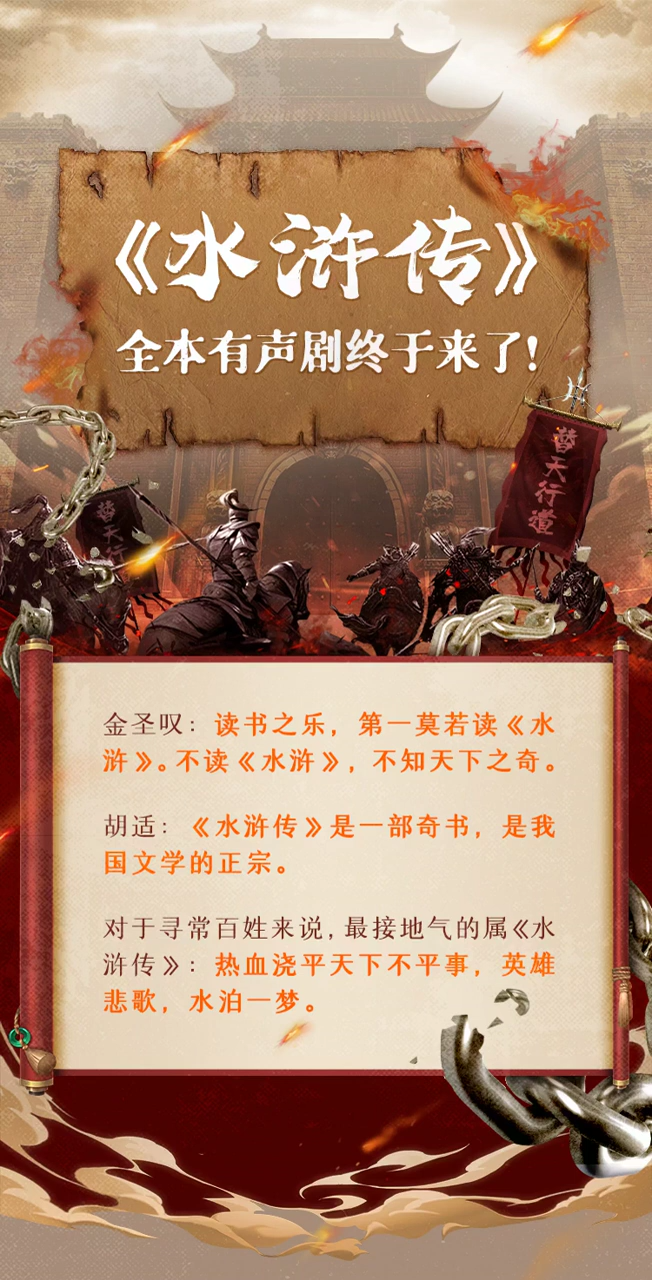 《水浒传》
全本有声剧终于来了!
替天行道
替天行
金圣叹：读书之乐，第一莫若读《水
浒》。不读《水浒》，不知天下之奇。
胡适：《水浒传》是一部奇书，是我
国文学的正宗。
对于寻常百姓来说,最接地气的属《水
浒传》：热血浇平天下不平事，英雄
悲歌，水泊一梦。